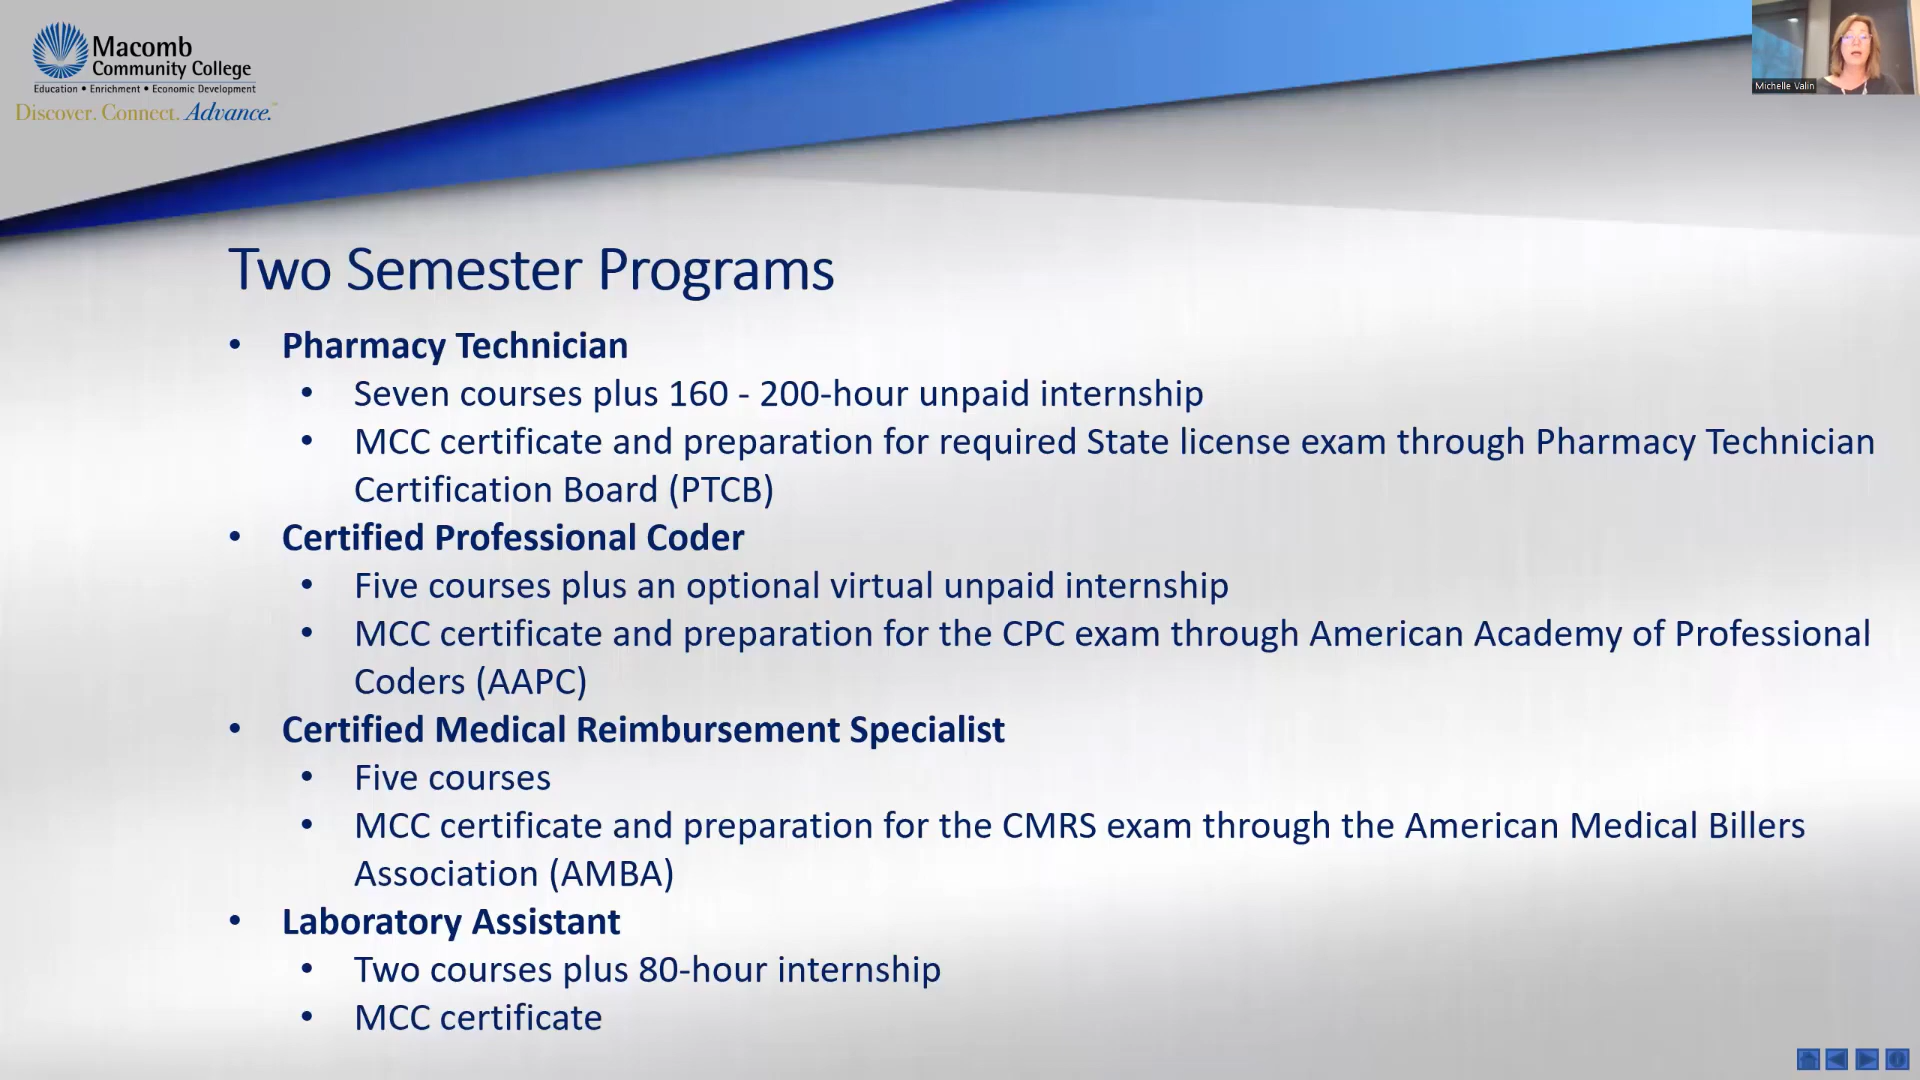 Macomb
Community College
Education • Enrichment • Economic Development
Discover. Connect. Advance.™
Michelle Valin
Two Semester Programs
• Pharmacy Technician
• Seven courses plus 160 - 200-hour unpaid internship
• MCC certificate and preparation for required State license exam through Pharmacy Technician
Certification Board (PTCB)
• Certified Professional Coder
• Five courses plus an optional virtual unpaid internship
• MCC certificate and preparation for the CPC exam through American Academy of Professional
Coders (AAPC)
• Certified Medical Reimbursement Specialist
• Five courses
• MCC certificate and preparation for the CMRS exam through the American Medical Billers
Association (AMBA)
• Laboratory Assistant
• Two courses plus 80-hour internship
• MCC certificate